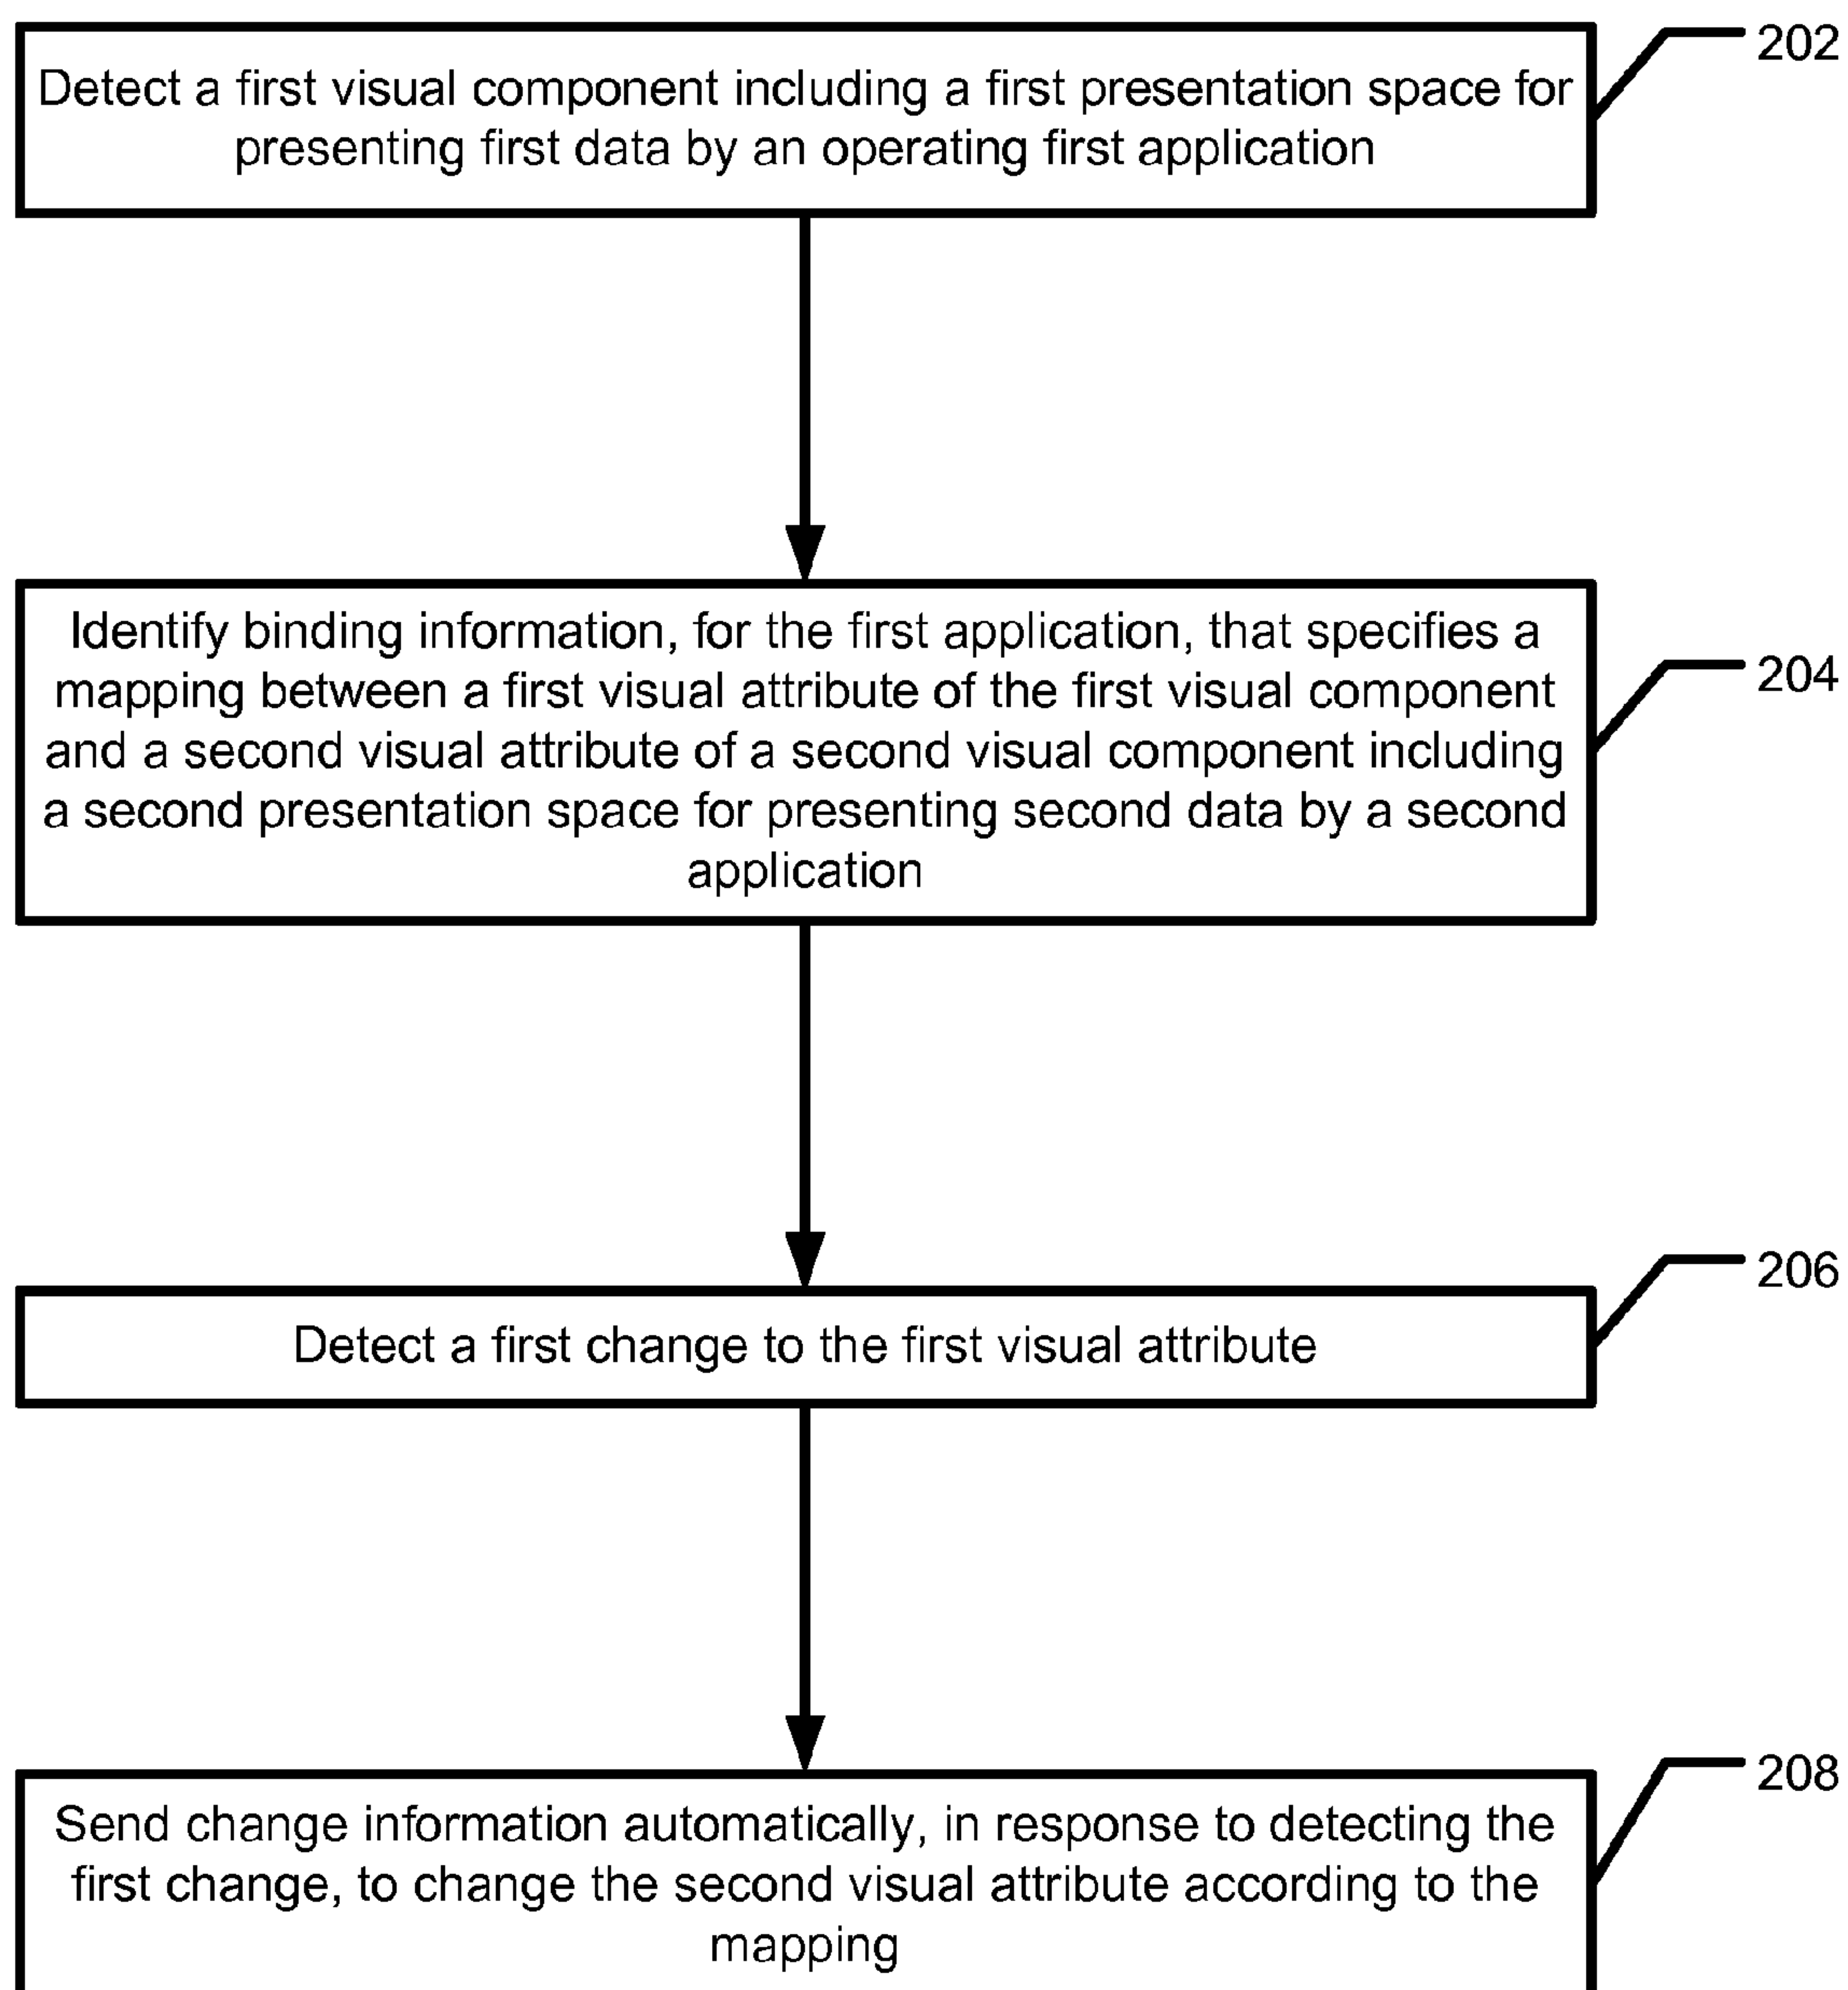 202
Detect a first visual component including a first presentation space for
presenting first data by an operating first application
Identify binding information, for the first application, that specifies a
204
mapping between a first visual attribute of the first visual component
and a second visual attribute of a second visual component including
a second presentation space for presenting second data by a second
application
206
Detect a first change to the first visual attribute
208
Send change information automatically, in response to detecting the
first change, to change the second visual attribute according to the
mapping